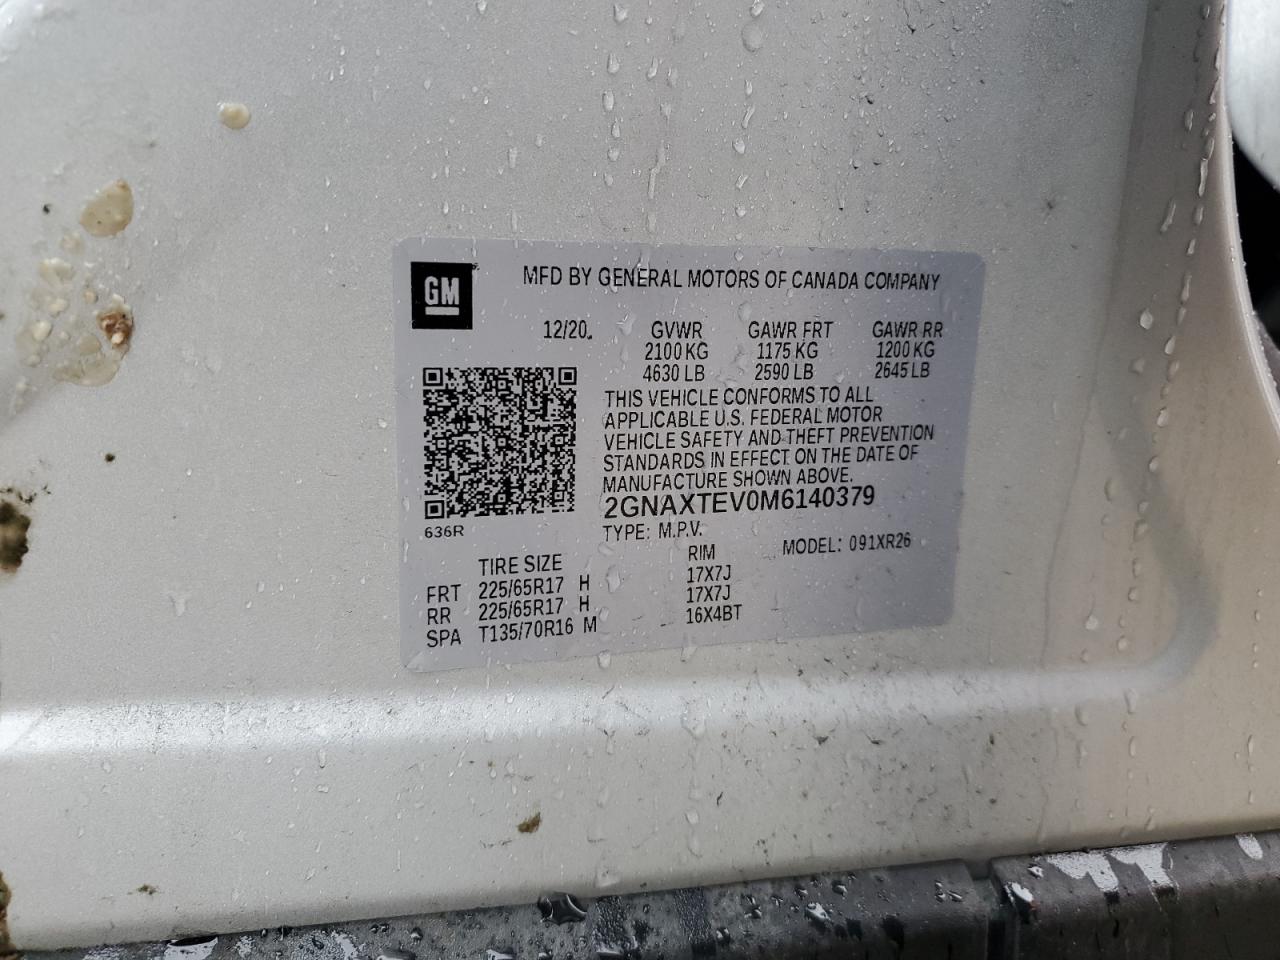 GM
MFD BY GENERAL MOTORS OF CANADA COMPANY
12/20 GVWR GAWR FRT GAWR RR
2100 KG 1175 KG 1200 KG
4630 LB 2590 LB 2645 LB
THIS VEHICLE CONFORMS TO ALL
APPLICABLE U.S. FEDERAL MOTOR
VEHICLE SAFETY AND THEFT PREVENTION
STANDARDS IN EFFECT ON THE DATE OF
MANUFACTURE SHOWN ABOVE.
2GNAXTEV0M6140379
636R
TYPE: M.P.V.
MODEL: 091XR26
TIRE SIZE RIM
FRT 225/65R17 H 17X7J
RR 225/65R17 H 17X7J
SPA T135/70R16 M 16X4BT